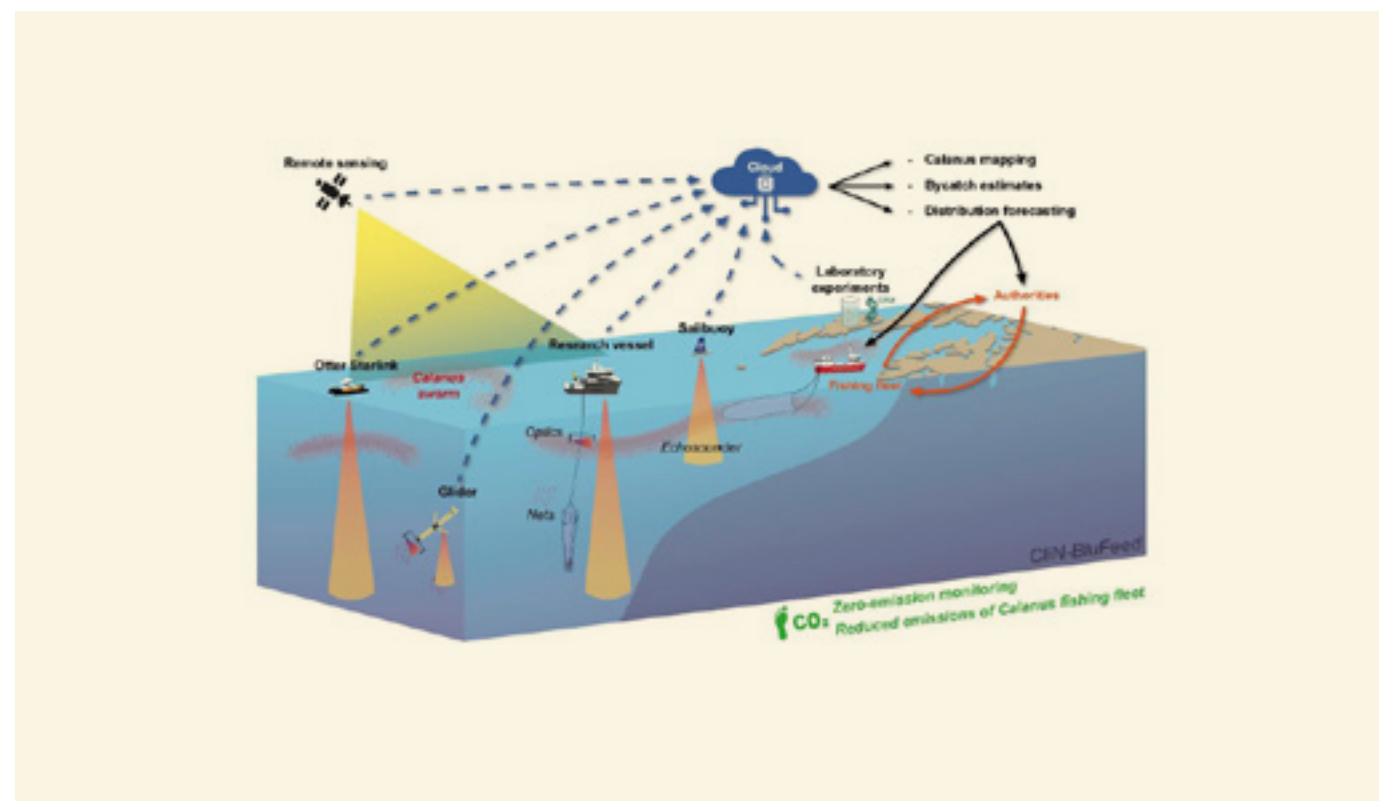 Remote sensing
Cloud
- Calanus mapping
- Bycatch estimates
- Distribution forecasting
Laboratory
experiments
Authorities
Sailbuoy
Research vessel
Otter Starlink
Calanus
swarm
Fishing fleet
Optics
Echosounder
Glider
Nets
CliN-BluFeed
CO₂
Zero-emission monitoring
Reduced emissions of Calanus fishing fleet